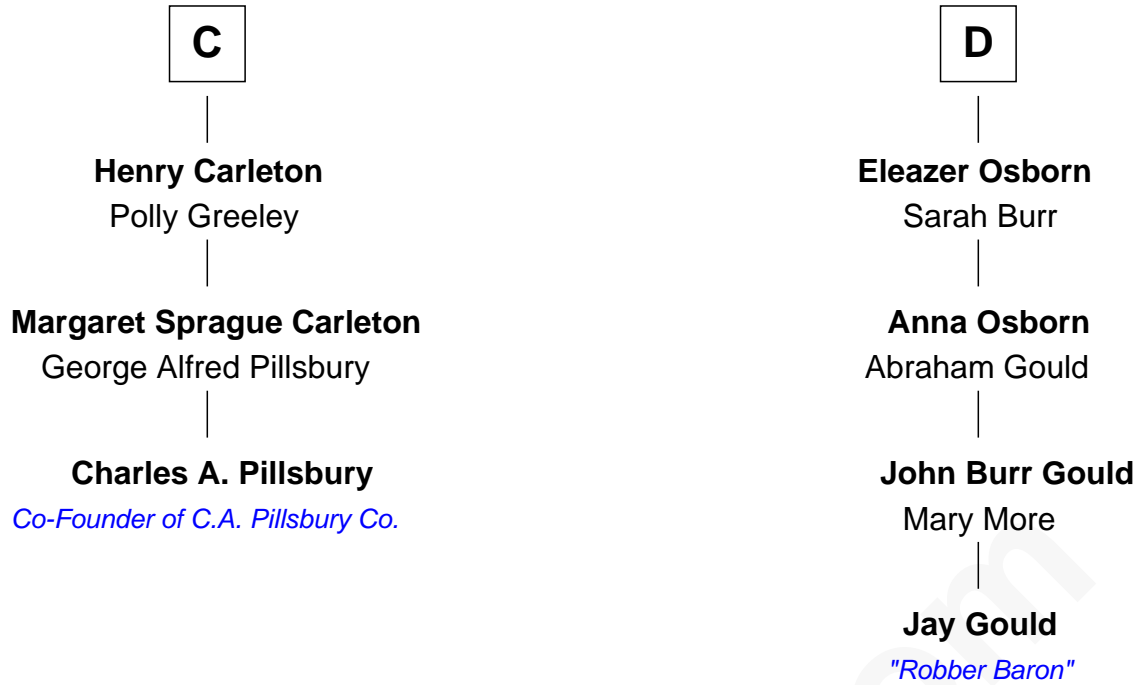 C
Henry Carleton
Polly Greeley
Margaret Sprague Carleton
George Alfred Pillsbury
Charles A. Pillsbury
Co-Founder of C.A. Pillsbury Co.
D
Eleazer Osborn
Sarah Burr
Anna Osborn
Abraham Gould
John Burr Gould
Mary More
Jay Gould
"Robber Baron"